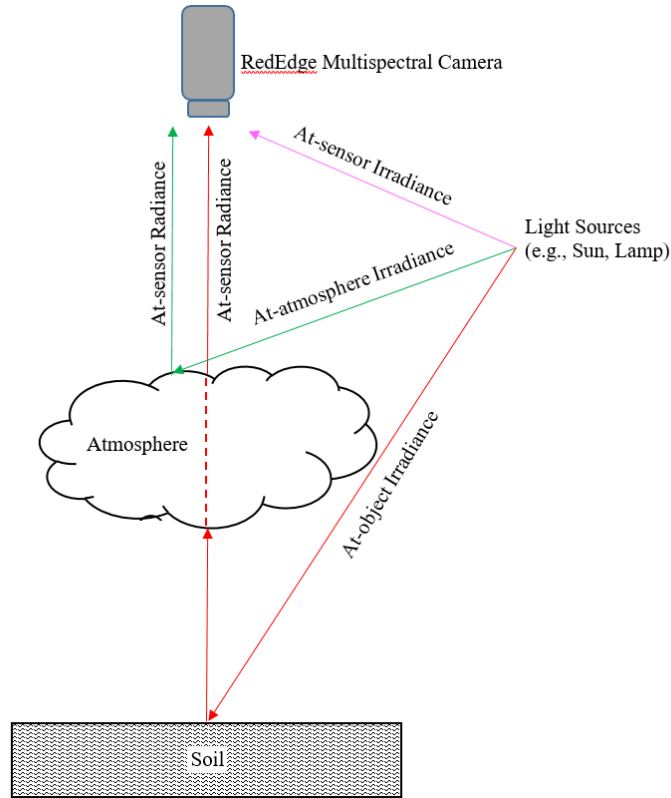 RedEdge Multispectral Camera
At-sensor Irradiance
At-sensor Radiance
At-sensor Radiance
Light Sources
(e.g., Sun, Lamp)
At-atmosphere Irradiance
Atmosphere
At-object Irradiance
Soil